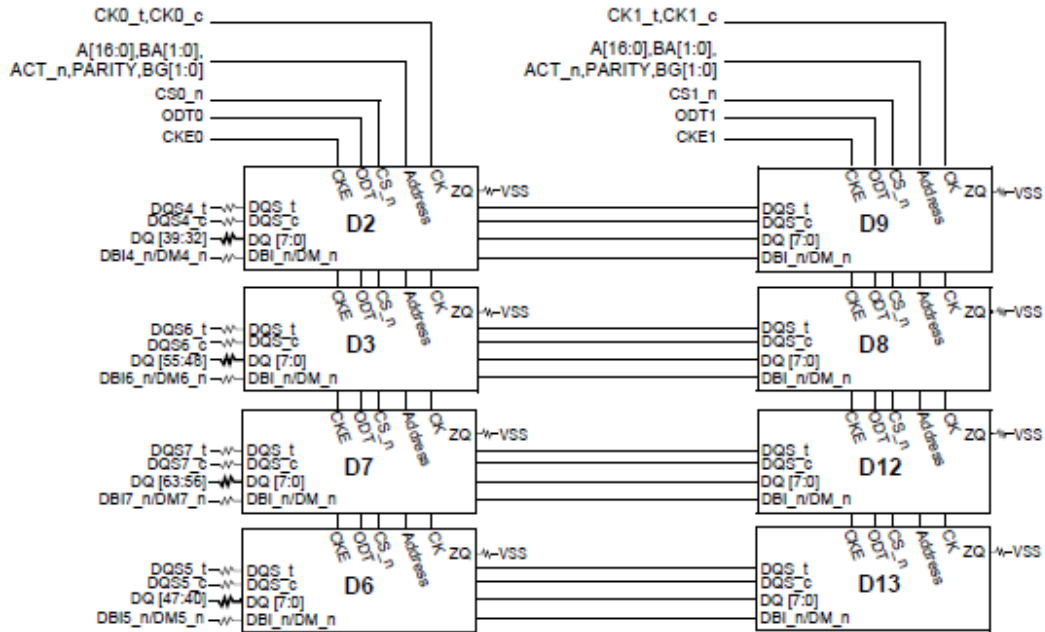 CK0_t,CK0_c
A[16:0],BA[1:0],
ACT_n,PARITY,BG[1:0]
CS0_n
ODT0
CKE0
CK1_t,CK1_c
A[16:0],BA[1:0],
ACT_n,PARITY,BG[1:0]
CS1_n
ODT1
CKE1
CKE
ODT
CS_n
Address
CK
ZQ
VSS
DQS4_t
DQS4_c
DQ [39:32]
DBI4_n/DM4_n
DQS_t
DQS_c
DQ [7:0]
DBI_n/DM_n
D2
CKE
ODT
CS_n
Address
CK
ZQ
VSS
DQS_t
DQS_c
DQ [7:0]
DBI_n/DM_n
D9
CKE
ODT
CS_n
Address
CK
ZQ
VSS
DQS6_t
DQS6_c
DQ [55:48]
DBI6_n/DM6_n
DQS_t
DQS_c
DQ [7:0]
DBI_n/DM_n
D3
CKE
ODT
CS_n
Address
CK
ZQ
VSS
DQS_t
DQS_c
DQ [7:0]
DBI_n/DM_n
D8
CKE
ODT
CS_n
Address
CK
ZQ
VSS
DQS7_t
DQS7_c
DQ [63:56]
DBI7_n/DM7_n
DQS_t
DQS_c
DQ [7:0]
DBI_n/DM_n
D7
CKE
ODT
CS_n
Address
CK
ZQ
VSS
DQS_t
DQS_c
DQ [7:0]
DBI_n/DM_n
D12
CKE
ODT
CS_n
Address
CK
ZQ
VSS
DQS5_t
DQS5_c
DQ [47:40]
DBI5_n/DM5_n
DQS_t
DQS_c
DQ [7:0]
DBI_n/DM_n
D6
CKE
ODT
CS_n
Address
CK
ZQ
VSS
DQS_t
DQS_c
DQ [7:0]
DBI_n/DM_n
D13